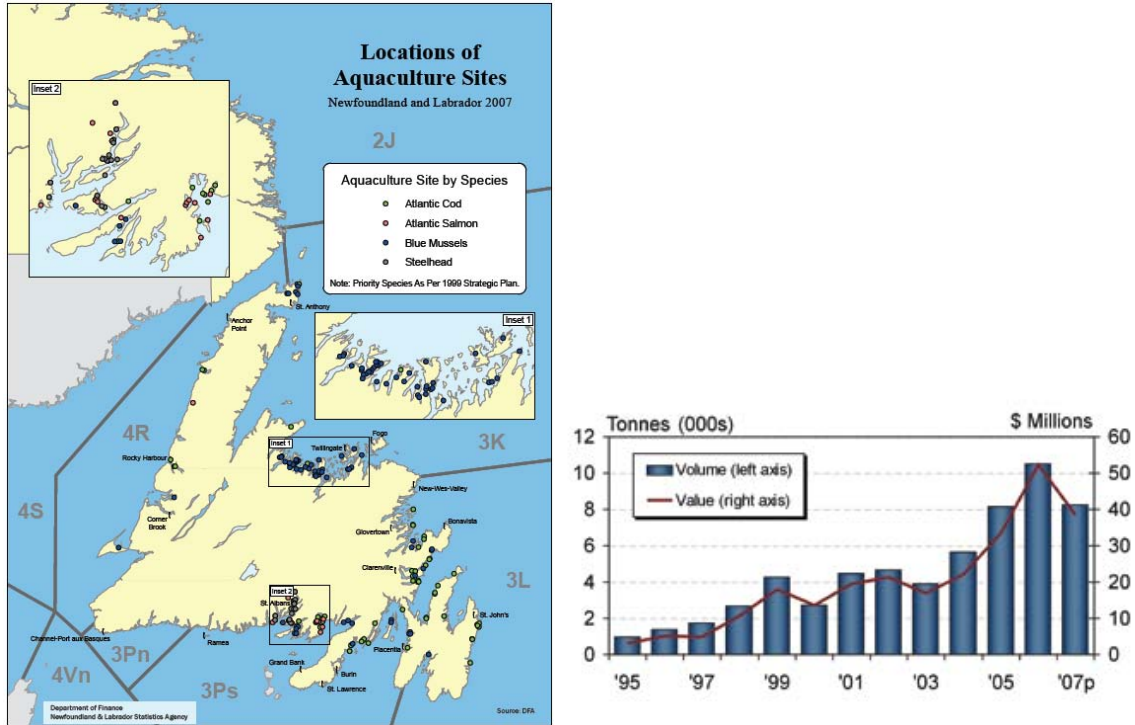 Locations of
Aquaculture Sites
Newfoundland and Labrador 2007
Inset 2
2J
Aquaculture Site by Species
Atlantic Cod
Atlantic Salmon
Blue Mussels
Steelhead
Note: Priority Species As Per 1999 Strategic Plan.
St. Anthony
Anchor
Point
Inset 1
4R
3K
Fogo
Twillingate
Inset 1
Rocky Harbour
New-Wes-Valley
4S
Corner
Brook
Glovertown
Bonavista
Clarenville
3L
Inset 2
St. Albans
St. John's
Channel-Port aux Basques
Ramea
Placentia
3Pn
Grand Bank
Burin
4Vn
3Ps
St. Lawrence
Department of Finance
Newfoundland & Labrador Statistics Agency
Source: DFA
Tonnes (000s)
$ Millions
12
10
8
6
4
2
0
Volume (left axis)
Value (right axis)
60
50
40
30
20
10
0
'95
'97
'99
'01
'03
'05
'07p